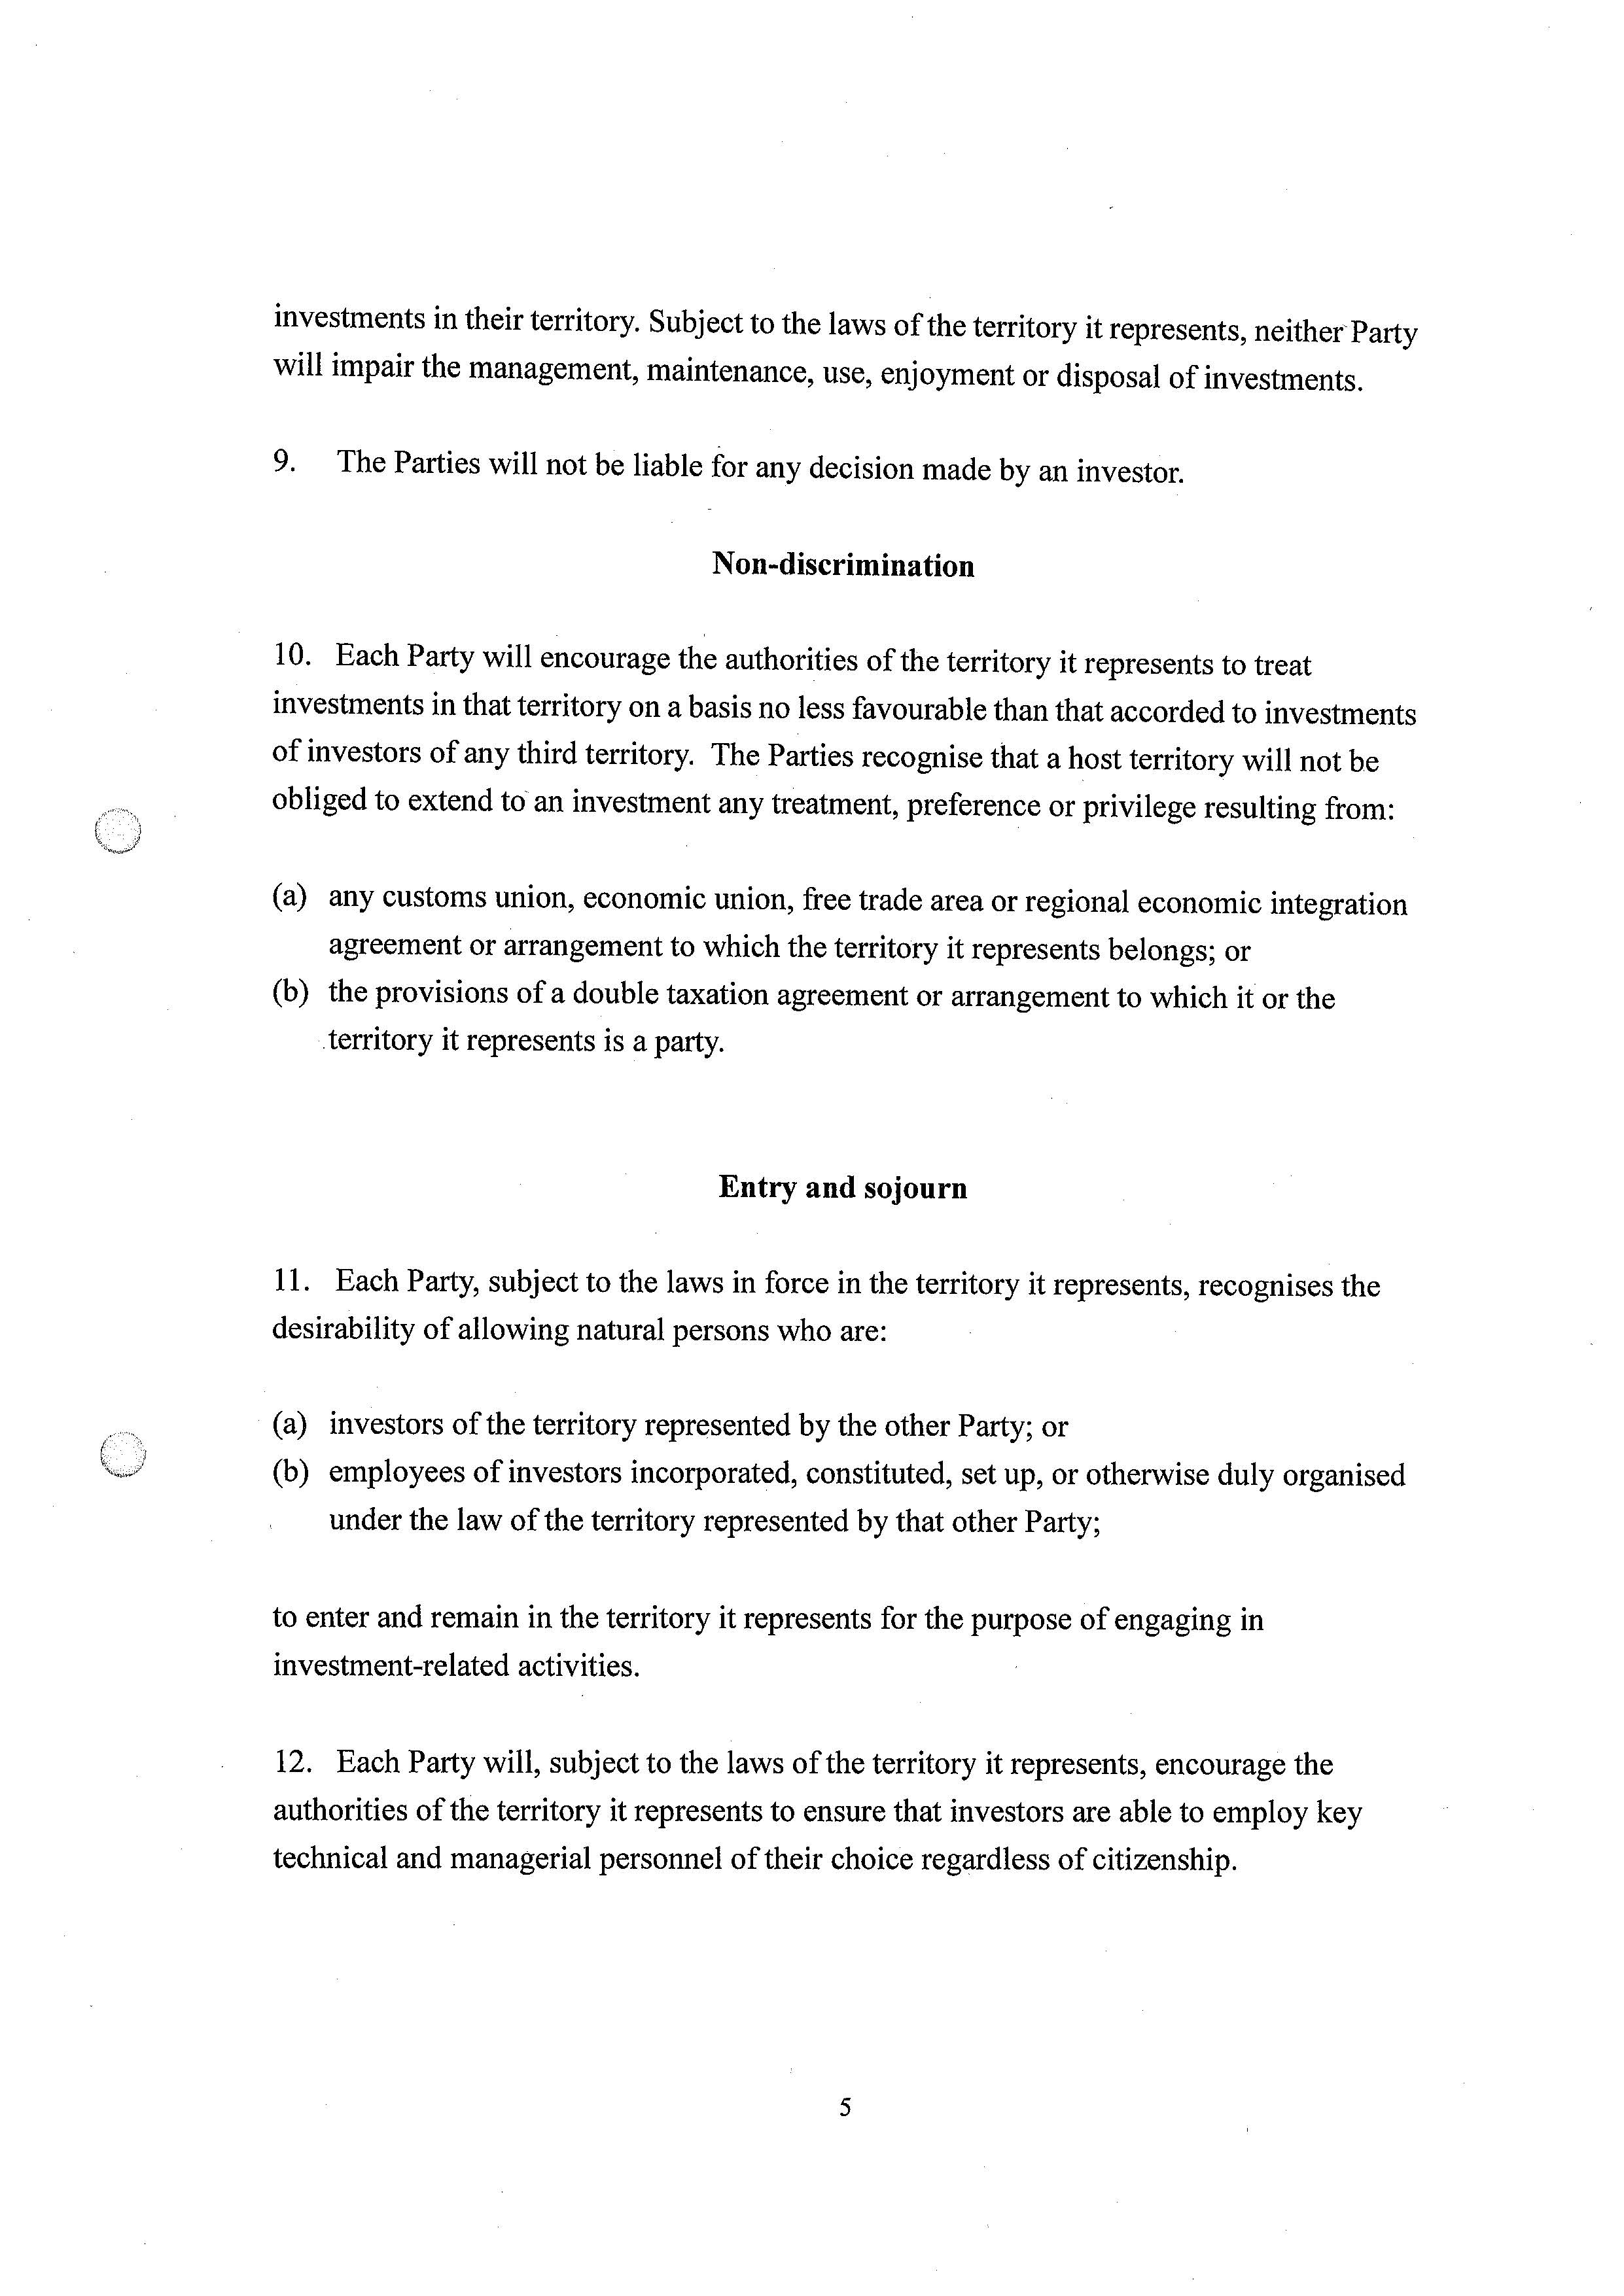 investments in their territory. Subject to the laws of the territory it represents, neither Party
will impair the management, maintenance, use, enjoyment or disposal of investments.
9. The Parties will not be liable for any decision made by an investor.
Non-discrimination
10. Each Party will encourage the authorities of the territory it represents to treat
investments in that territory on a basis no less favourable than that accorded to investments
of investors of any third territory. The Parties recognise that a host territory will not be
obliged to extend to an investment any treatment, preference or privilege resulting from:
(a) any customs union, economic union, free trade area or regional economic integration
agreement or arrangement to which the territory it represents belongs; or
(b) the provisions of a double taxation agreement or arrangement to which it or the
territory it represents is a party.
Entry and sojourn
11. Each Party, subject to the laws in force in the territory it represents, recognises the
desirability of allowing natural persons who are:
(a) investors of the territory represented by the other Party; or
(b) employees of investors incorporated, constituted, set up, or otherwise duly organised
under the law of the territory represented by that other Party;
to enter and remain in the territory it represents for the purpose of engaging in
investment-related activities.
12. Each Party will, subject to the laws of the territory it represents, encourage the
authorities of the territory it represents to ensure that investors are able to employ key
technical and managerial personnel of their choice regardless of citizenship.
5